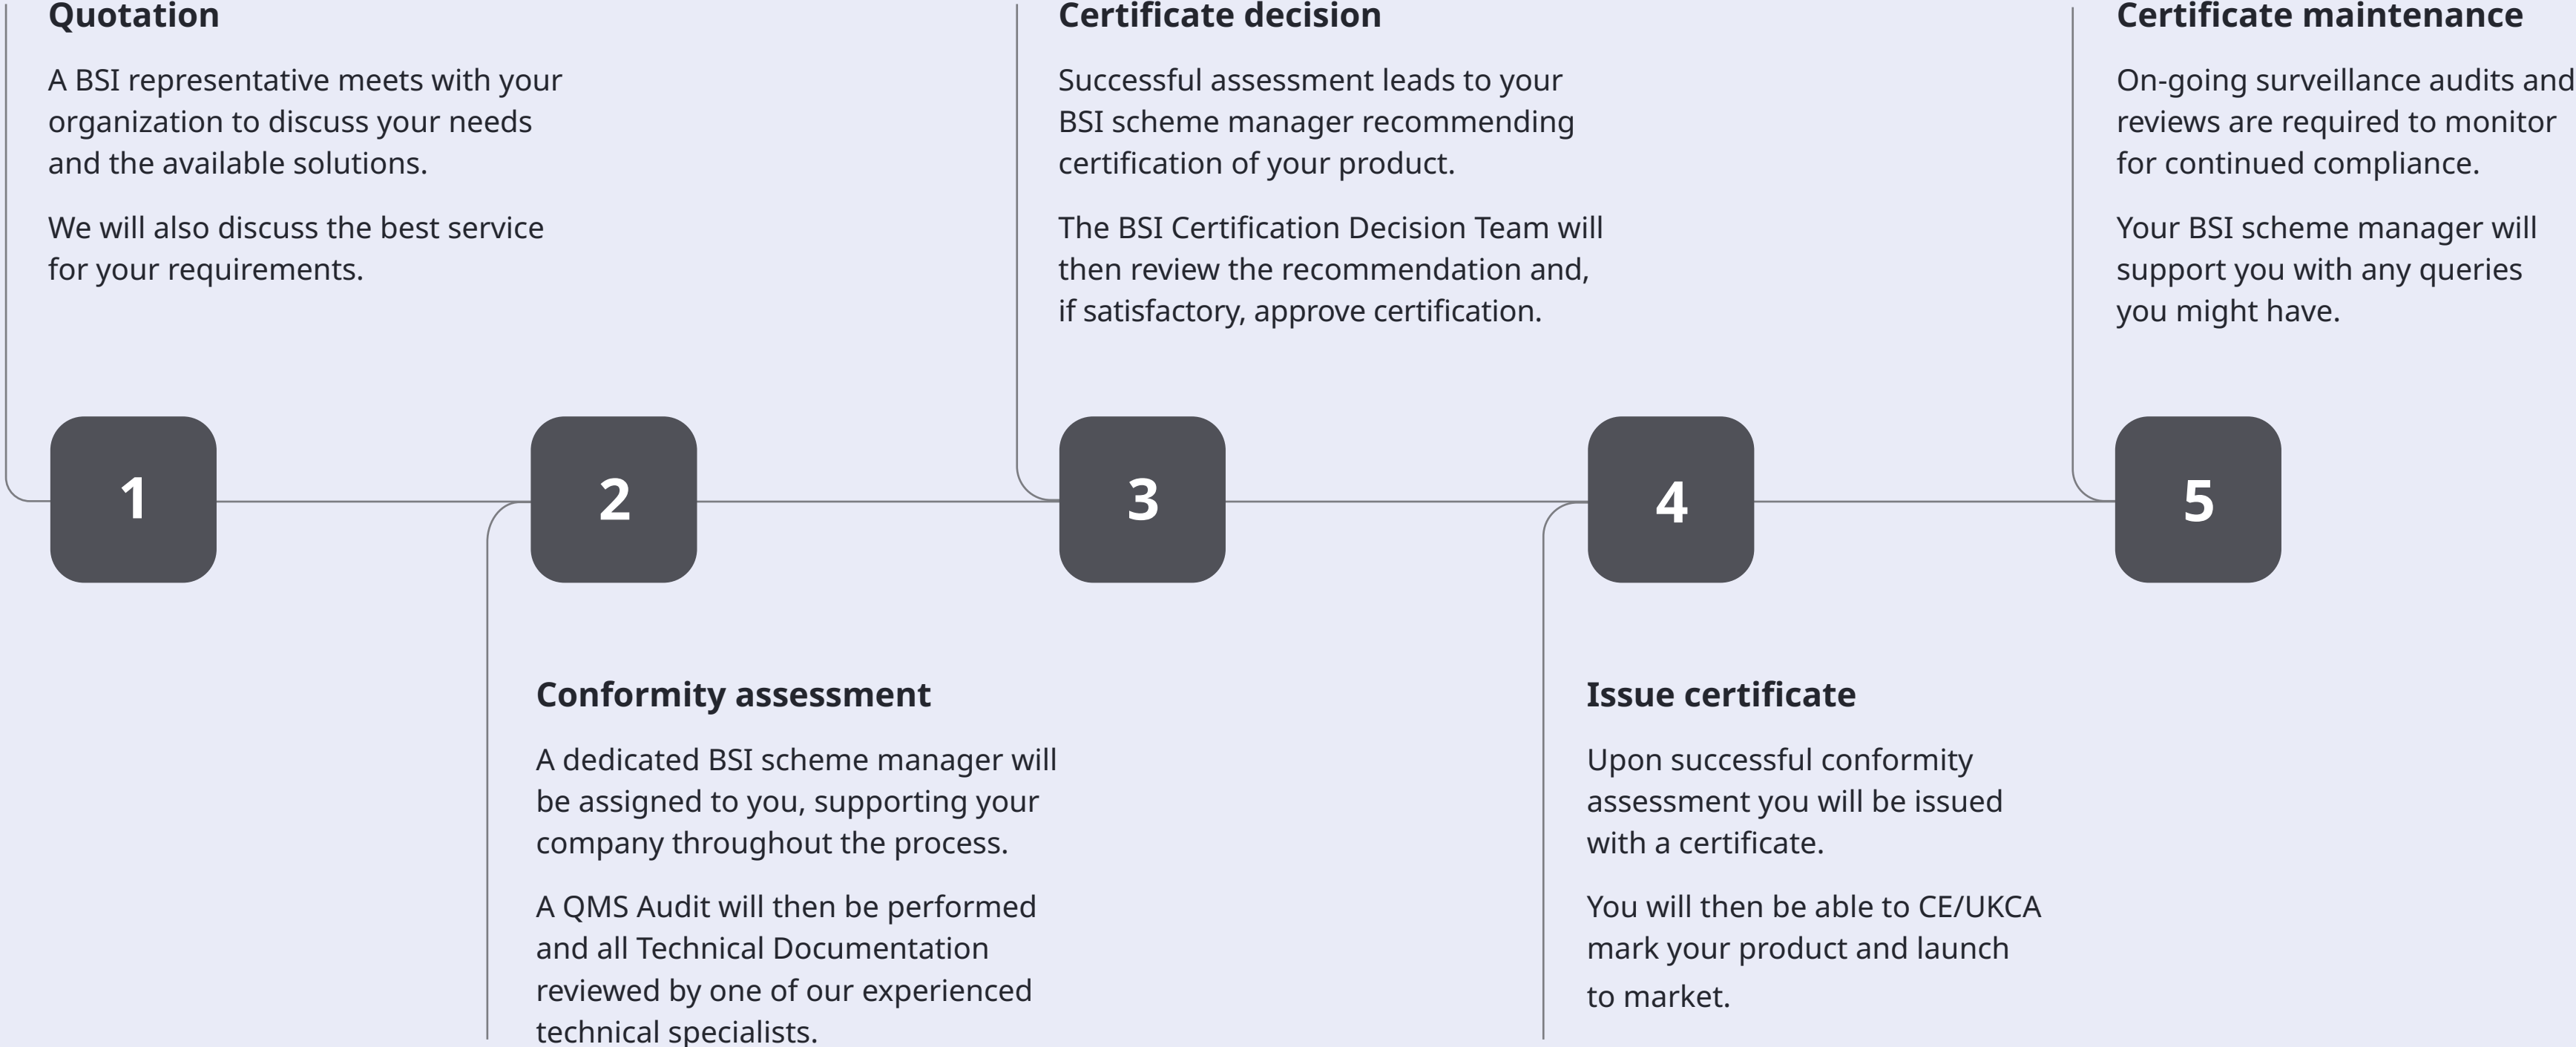 Quotation
A BSI representative meets with your
organization to discuss your needs
and the available solutions.
We will also discuss the best service
for your requirements.
Certificate decision
Successful assessment leads to your
BSI scheme manager recommending
certification of your product.
The BSI Certification Decision Team will
then review the recommendation and,
if satisfactory, approve certification.
Certificate maintenance
On-going surveillance audits and
reviews are required to monitor
for continued compliance.
Your BSI scheme manager will
support you with any queries
you might have.
1
2
3
4
5
Conformity assessment
A dedicated BSI scheme manager will
be assigned to you, supporting your
company throughout the process.
A QMS Audit will then be performed
and all Technical Documentation
reviewed by one of our experienced
technical specialists.
Issue certificate
Upon successful conformity
assessment you will be issued
with a certificate.
You will then be able to CE/UKCA
mark your product and launch
to market.